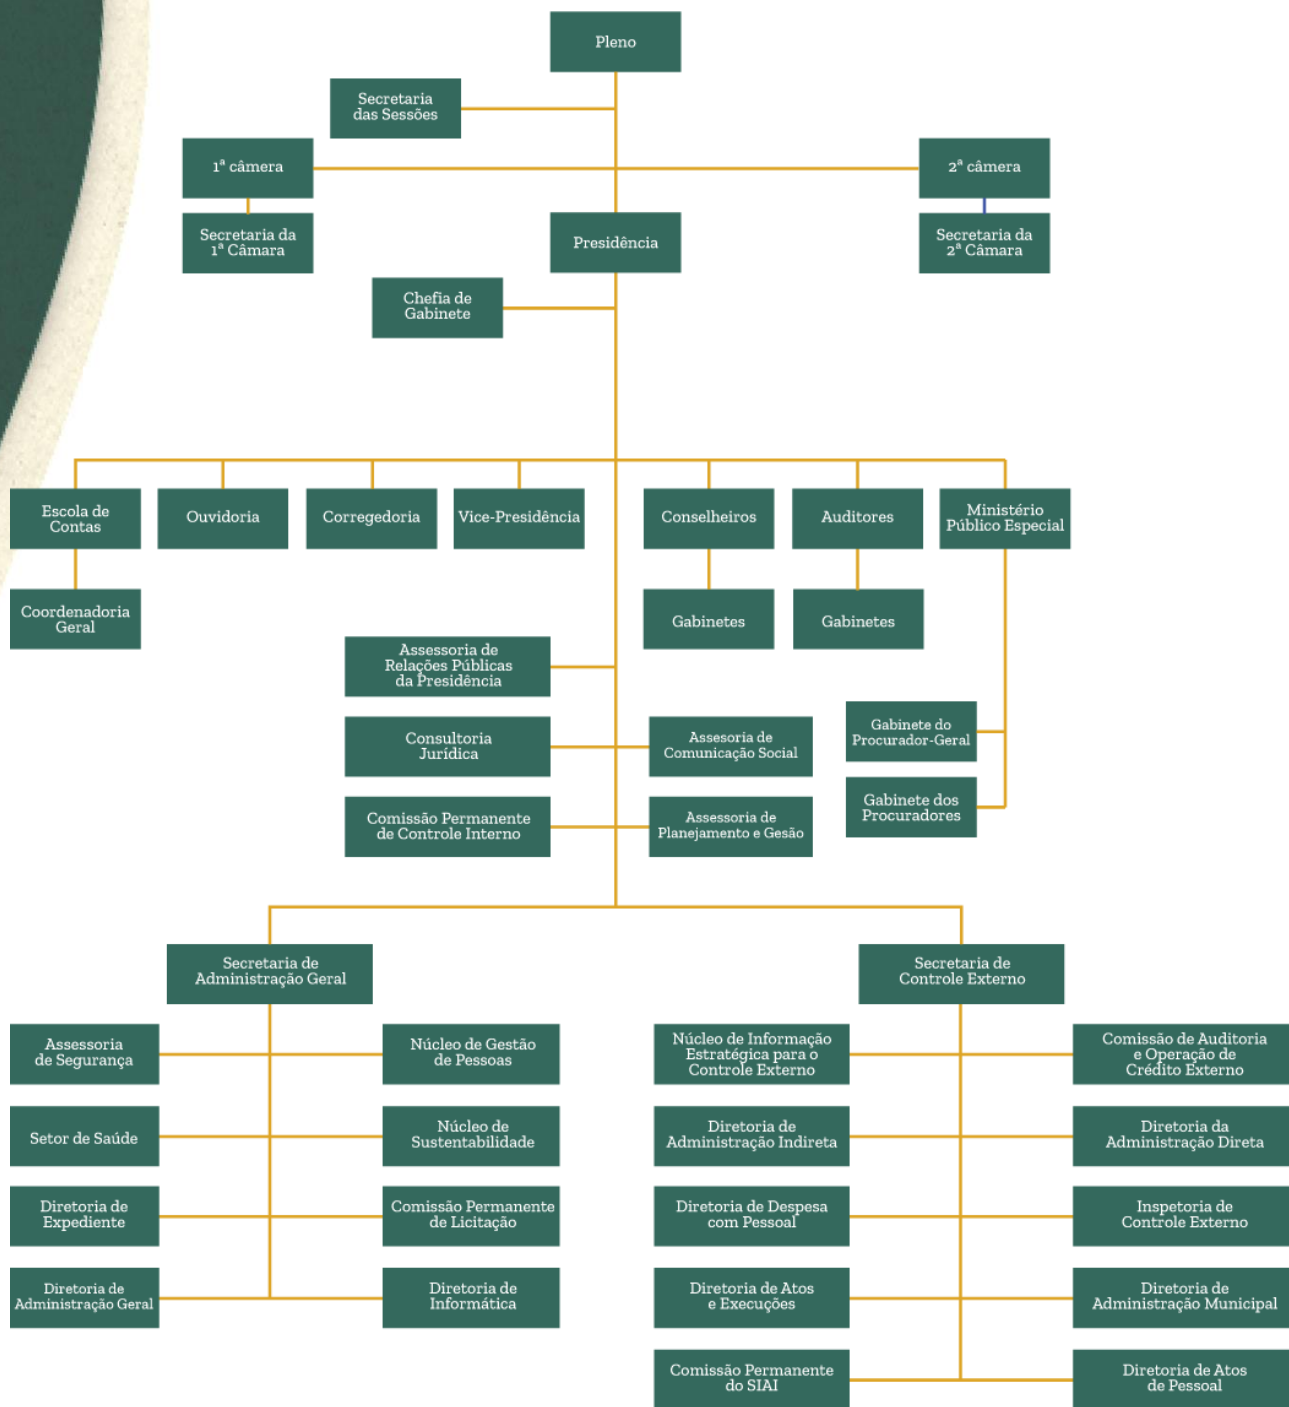 Pleno
Secretaria
das Sessões
1ª câmera
2ª câmera
Secretaria da
1ª Câmara
Presidência
Secretaria da
2ª Câmara
Chefia de
Gabinete
Escola de
Contas
Ouvidoria
Corregedoria
Vice-Presidência
Conselheiros
Auditores
Ministério
Público Especial
Coordenadoria
Geral
Gabinetes
Gabinetes
Assessoria de
Relações Públicas
da Presidência
Consultoria
Jurídica
Assesoria de
Comunicação Social
Gabinete do
Procurador-Geral
Comissão Permanente
de Controle Interno
Assessoria de
Planejamento e Gesão
Gabinete dos
Procuradores
Secretaria de
Administração Geral
Secretaria de
Controle Externo
Assessoria
de Segurança
Núcleo de Gestão
de Pessoas
Núcleo de Informação
Estratégica para o
Controle Externo
Comissão de Auditoria
e Operação de
Crédito Externo
Setor de Saúde
Núcleo de
Sustentabilidade
Diretoria de
Administração Indireta
Diretoria da
Administração Direta
Diretoria de
Expediente
Comissão Permanente
de Licitação
Diretoria de Despesa
com Pessoal
Inspetoria de
Controle Externo
Diretoria de
Administração Geral
Diretoria de
Informática
Diretoria de Atos
e Execuções
Diretoria de
Administração Municipal
Comissão Permanente
do SIAI
Diretoria de Atos
de Pessoal